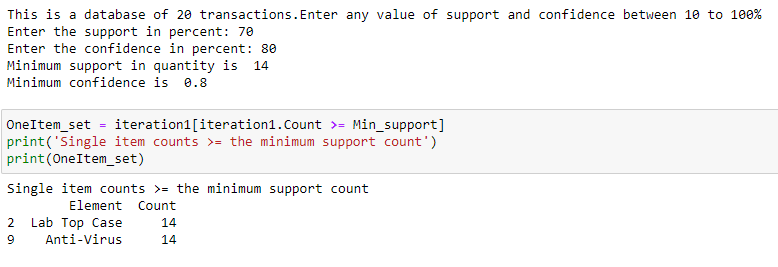 This is a database of 20 transactions.Enter any value of support and confidence between 10 to 100%
Enter the support in percent: 70
Enter the confidence in percent: 80
Minimum support in quantity is  14
Minimum confidence is  0.8
OneItem_set = iteration1[iteration1.Count >= Min_support]
print('Single item counts >= the minimum support count')
print(OneItem_set)
Single item counts >= the minimum support count
        Element  Count
2  Lab Top Case     14
9    Anti-Virus     14